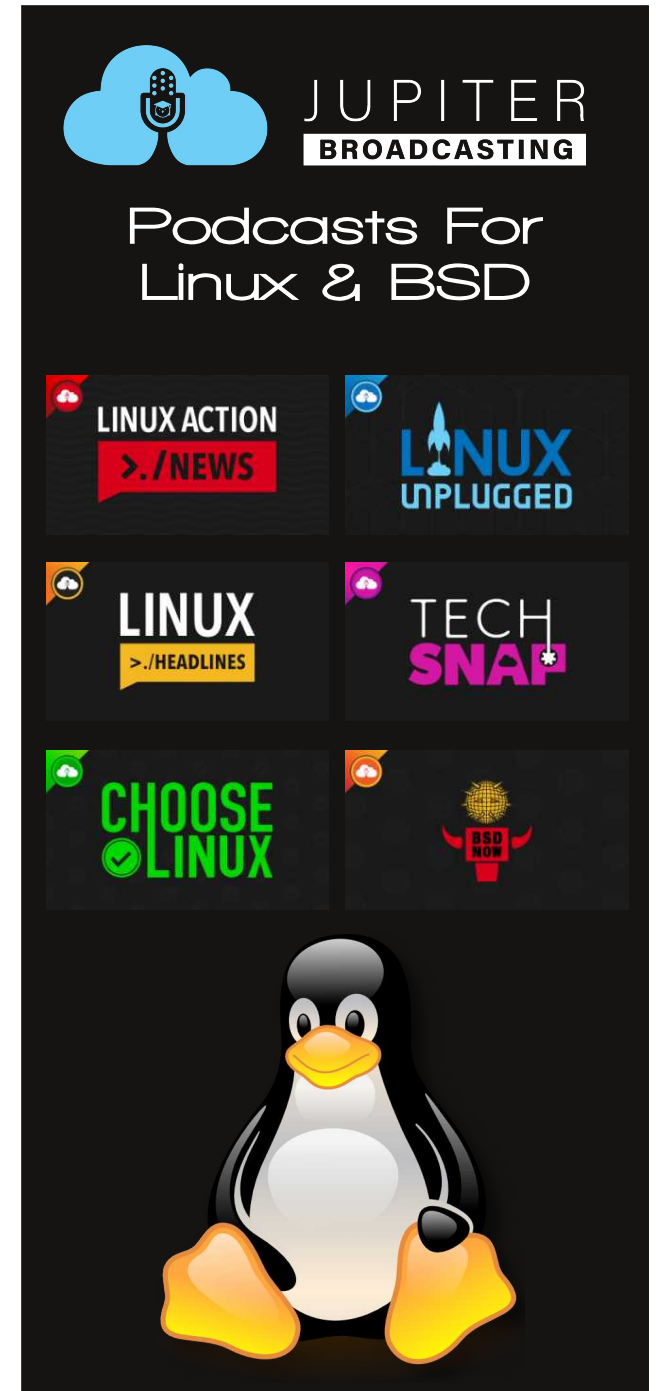 JUPITER
BROADCASTING
Podcasts For
Linux & BSD
LINUX ACTION
>./NEWS
LINUX
UNPLUGGED
LINUX
>./HEADLINES
TECH
SNAP
CHOOSE
LINUX
BSD
NOW